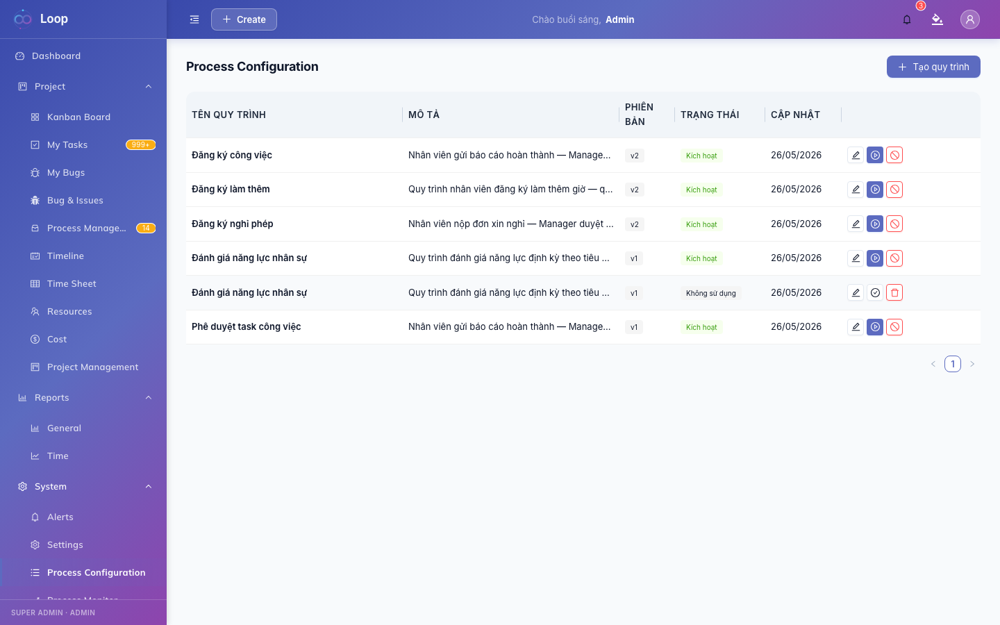 Loop
Create
Chào buổi sáng, Admin
3
Dashboard
Project
Kanban Board
My Tasks 999+
My Bugs
Bug & Issues
Process Manage... 14
Timeline
Time Sheet
Resources
Cost
Project Management
Reports
General
Time
System
Alerts
Settings
Process Configuration
Process Monitor
SUPER ADMIN · ADMIN
Process Configuration
Tạo quy trình
TÊN QUY TRÌNH MÔ TẢ PHIÊN BẢN TRẠNG THÁI CẬP NHẬT
Đăng ký công việc Nhân viên gửi báo cáo hoàn thành — Manage... v2 Kích hoạt 26/05/2026
Đăng ký làm thêm Quy trình nhân viên đăng ký làm thêm giờ — q... v2 Kích hoạt 26/05/2026
Đăng ký nghỉ phép Nhân viên nộp đơn xin nghỉ — Manager duyệt ... v2 Kích hoạt 26/05/2026
Đánh giá năng lực nhân sự Quy trình đánh giá năng lực định kỳ theo tiêu ... v1 Kích hoạt 26/05/2026
Đánh giá năng lực nhân sự Quy trình đánh giá năng lực định kỳ theo tiêu ... v1 Không sử dụng 26/05/2026
Phê duyệt task công việc Nhân viên gửi báo cáo hoàn thành — Manage... v1 Kích hoạt 26/05/2026
1